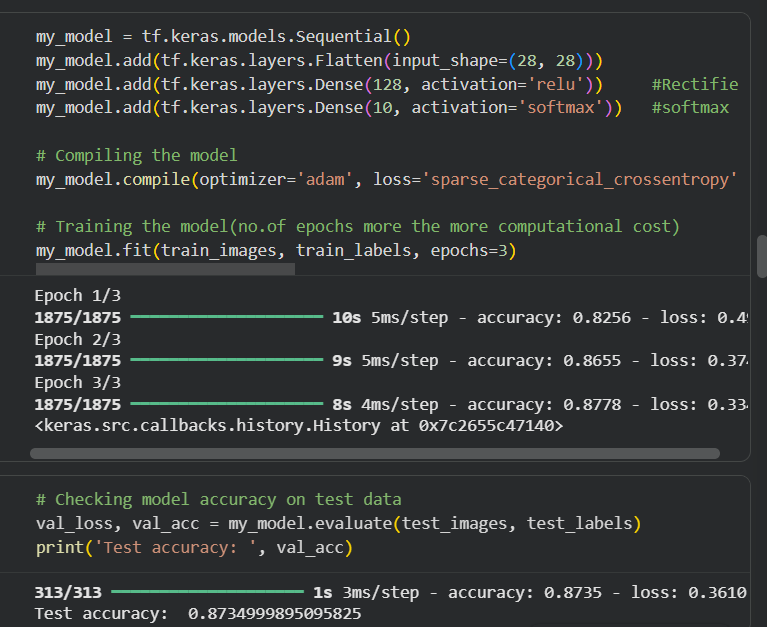 my_model = tf.keras.models.Sequential()
my_model.add(tf.keras.layers.Flatten(input_shape=(28, 28)))
my_model.add(tf.keras.layers.Dense(128, activation='relu')) #Rectifie
my_model.add(tf.keras.layers.Dense(10, activation='softmax')) #softmax
# Compiling the model
my_model.compile(optimizer='adam', loss='sparse_categorical_crossentropy'
# Training the model(no.of epochs more the more computational cost)
my_model.fit(train_images, train_labels, epochs=3)
Epoch 1/3
1875/1875 ━━━━━━━━━━━━━━━━━━━━ 10s 5ms/step - accuracy: 0.8256 - loss: 0.49
Epoch 2/3
1875/1875 ━━━━━━━━━━━━━━━━━━━━ 9s 5ms/step - accuracy: 0.8655 - loss: 0.37
Epoch 3/3
1875/1875 ━━━━━━━━━━━━━━━━━━━━ 8s 4ms/step - accuracy: 0.8778 - loss: 0.33
<keras.src.callbacks.history.History at 0x7c2655c47140>
# Checking model accuracy on test data
val_loss, val_acc = my_model.evaluate(test_images, test_labels)
print('Test accuracy: ', val_acc)
313/313 ━━━━━━━━━━━━━━━━━━━━ 1s 3ms/step - accuracy: 0.8735 - loss: 0.3610
Test accuracy:  0.8734999895095825